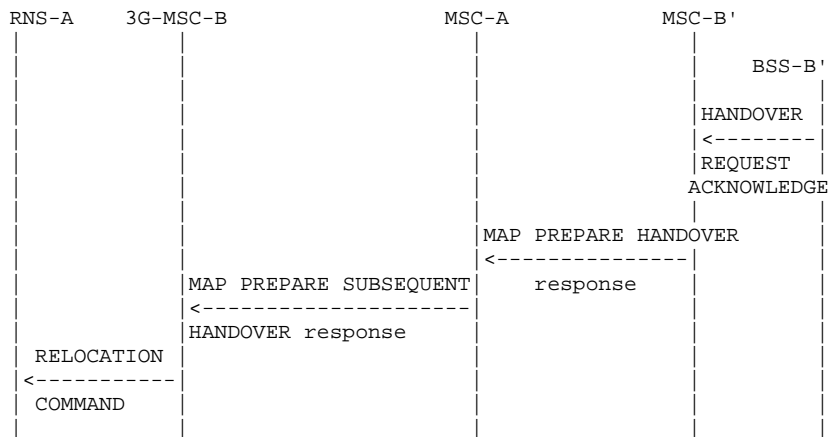 RNS-A 3G-MSC-B MSC-A MSC-B'
BSS-B'
HANDOVER
REQUEST
ACKNOWLEDGE
MAP PREPARE HANDOVER
MAP PREPARE SUBSEQUENT response
HANDOVER response
RELOCATION
COMMAND